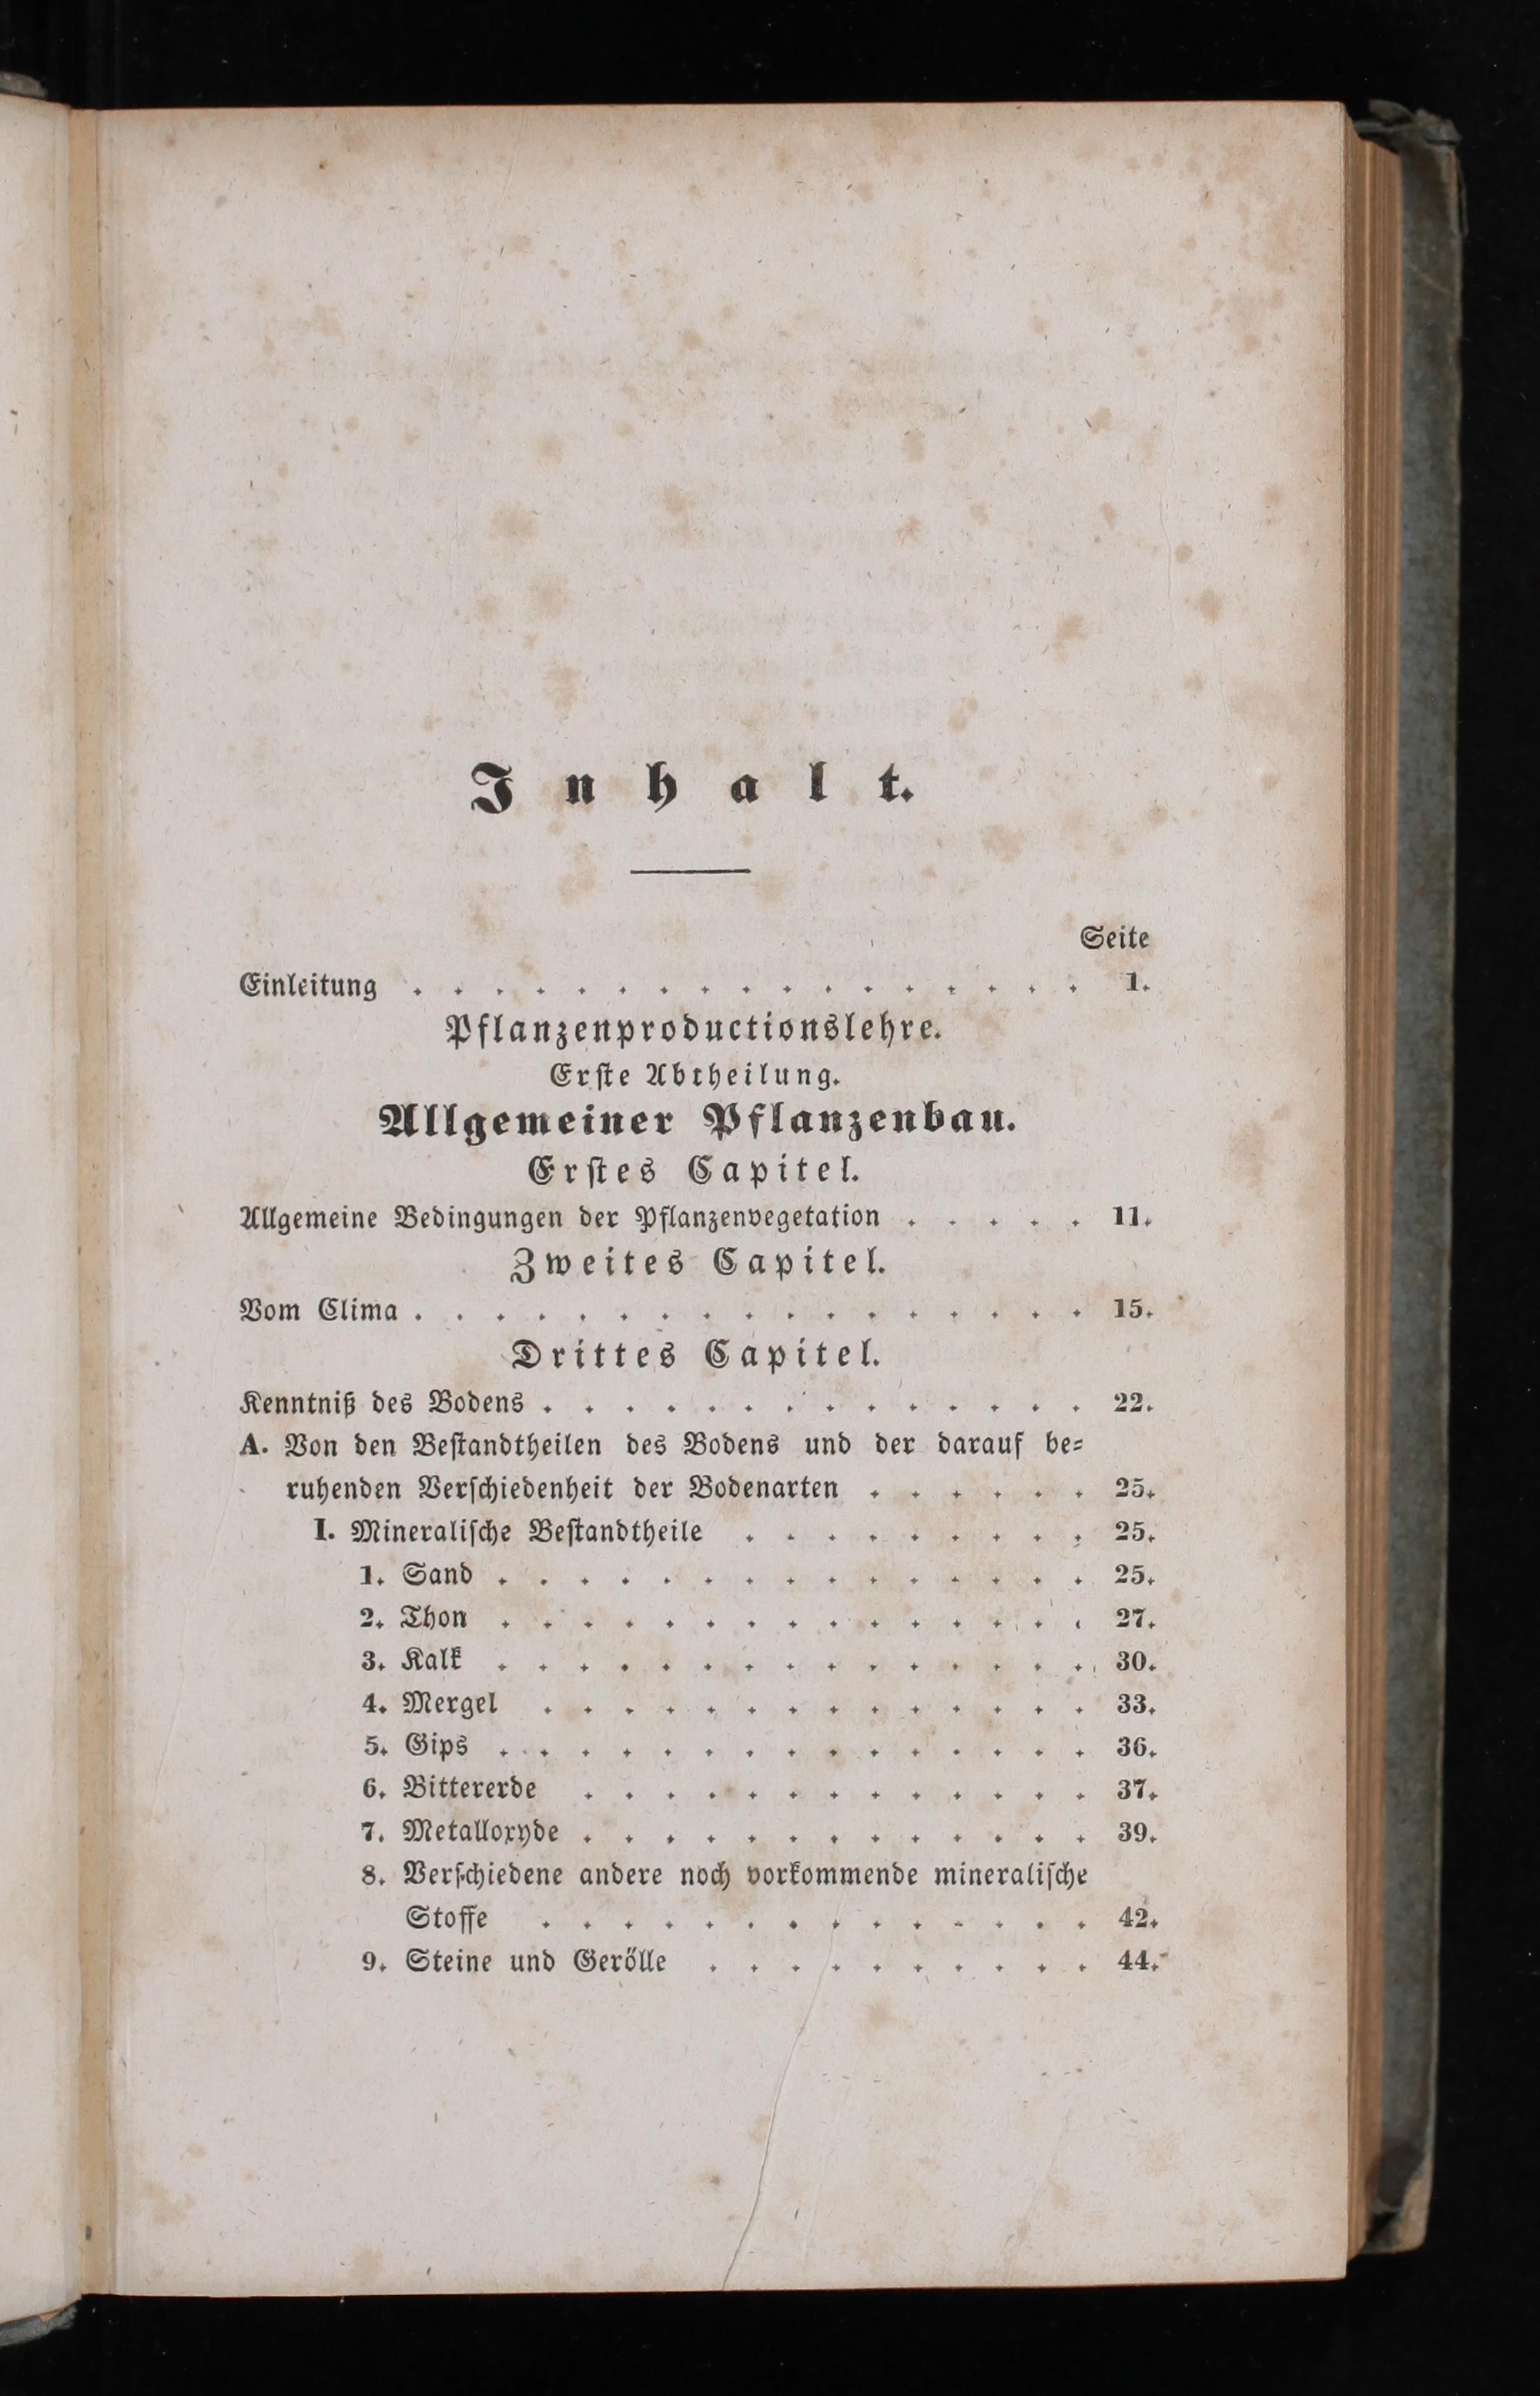 Inhalt.
Seite
Einleitung . . . . . . . . . . . . . . . . . 1.
Pflanzenproductionslehre.
Erſte Abtheilung.
Allgemeiner Pflanzenbau.
Erſtes Capitel.
Allgemeine Bedingungen der Pflanzenvegetation . . . . . 11.
Zweites Capitel.
Vom Clima . . . . . . . . . . . . . . . . . 15.
Drittes Capitel.
Kenntniß des Bodens . . . . . . . . . . . . . . 22.
A. Von den Beſtandtheilen des Bodens und der darauf be⸗
ruhenden Verſchiedenheit der Bodenarten . . . . . . 25.
I. Mineraliſche Beſtandtheile . . . . . . . . . 25.
1. Sand . . . . . . . . . . . . . . . 25.
2. Thon . . . . . . . . . . . . . . . 27.
3. Kalk . . . . . . . . . . . . . . . 30.
4. Mergel . . . . . . . . . . . . . . 33.
5. Gips . . . . . . . . . . . . . . . 36.
6. Bittererde . . . . . . . . . . . . . 37.
7. Metalloxyde . . . . . . . . . . . . . 39.
8. Verſchiedene andere noch vorkommende mineraliſche
Stoffe . . . . . . . . . . . . . . 42.
9. Steine und Gerölle . . . . . . . . . . 44.